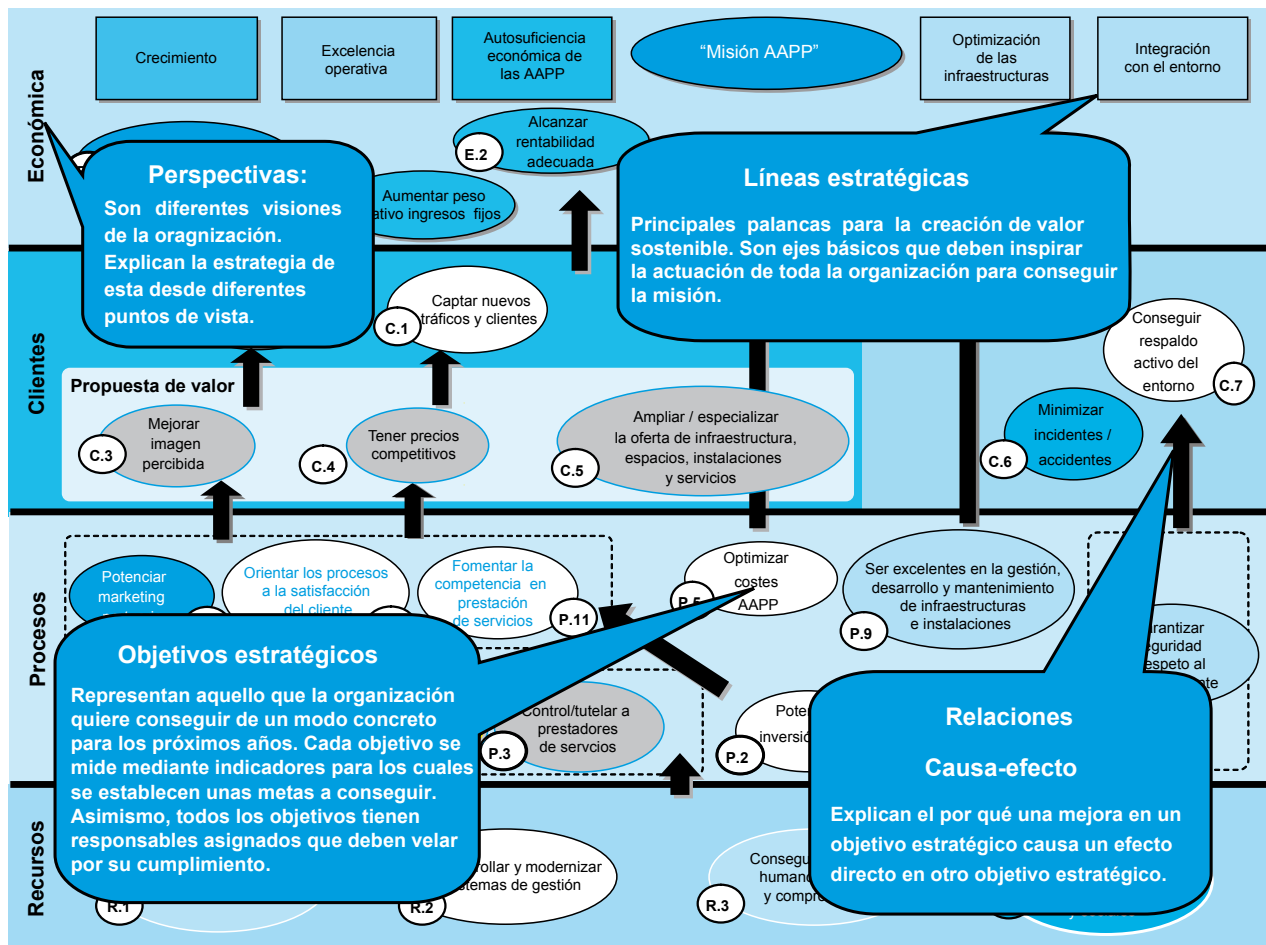 Crecimiento
Excelencia
operativa
Autosuficiencia
económica de
las AAPP
“Misión AAPP”
Optimización
de las
infraestructuras
Integración
con el entorno
Económica
Alcanzar
rentabilidad
adecuada
E.2
Aumentar peso
ingresos fijos
Perspectivas:
Son diferentes visiones
de la oragnización.
Explican la estrategia de
esta desde diferentes
puntos de vista.
Líneas estratégicas
Principales palancas para la creación de valor
sostenible. Son ejes básicos que deben inspirar
la actuación de toda la organización para conseguir
la misión.
Clientes
Captar nuevos
tráficos y clientes
C.1
Conseguir
respaldo
activo del
entorno
C.7
Propuesta de valor
Mejorar
imagen
percibida
C.3
Tener precios
competitivos
C.4
Ampliar / especializar
la oferta de infraestructura,
espacios, instalaciones
y servicios
C.5
Minimizar
incidentes /
accidentes
C.6
Procesos
Potenciar
marketing
Orientar los procesos
a la satisfacción
del cliente
Fomentar la
competencia en
prestación
de servicios
P.11
Optimizar
costes
AAPP
P.5
Ser excelentes en la gestión,
desarrollo y mantenimiento
de infraestructuras
e instalaciones
P.9
Objetivos estratégicos
Representan aquello que la organización
quiere conseguir de un modo concreto
para los próximos años. Cada objetivo se
mide mediante indicadores para los cuales
se establecen unas metas a conseguir.
Asimismo, todos los objetivos tienen
responsables asignados que deben velar
por su cumplimiento.
Control/tutelar a
prestadores
de servcios
P.3
P.2
Relaciones
Causa-efecto
Explican el por qué una mejora en un
objetivo estratégico causa un efecto
directo en otro objetivo estratégico.
Recursos
R.1
y modernizar
de gestión
R.2
R.3